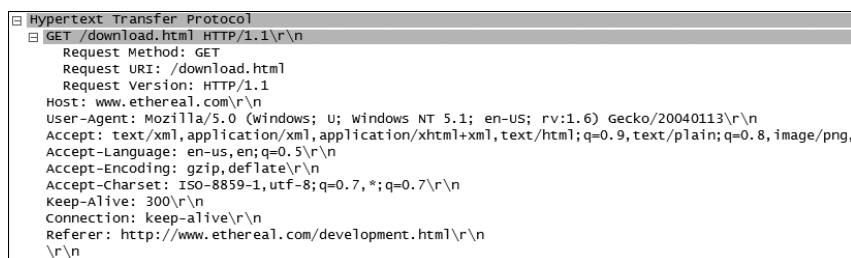 Hypertext Transfer Protocol
GET /download.html HTTP/1.1\r\n
Request Method: GET
Request URI: /download.html
Request Version: HTTP/1.1
Host: www.ethereal.com\r\n
User-Agent: Mozilla/5.0 (Windows; U; Windows NT 5.1; en-US; rv:1.6) Gecko/20040113\r\n
Accept: text/xml,application/xml,application/xhtml+xml,text/html;q=0.9,text/plain;q=0.8,image/png,
Accept-Language: en-us,en;q=0.5\r\n
Accept-Encoding: gzip,deflate\r\n
Accept-Charset: ISO-8859-1,utf-8;q=0.7,*;q=0.7\r\n
Keep-Alive: 300\r\n
Connection: keep-alive\r\n
Referer: http://www.ethereal.com/development.html\r\n
\r\n